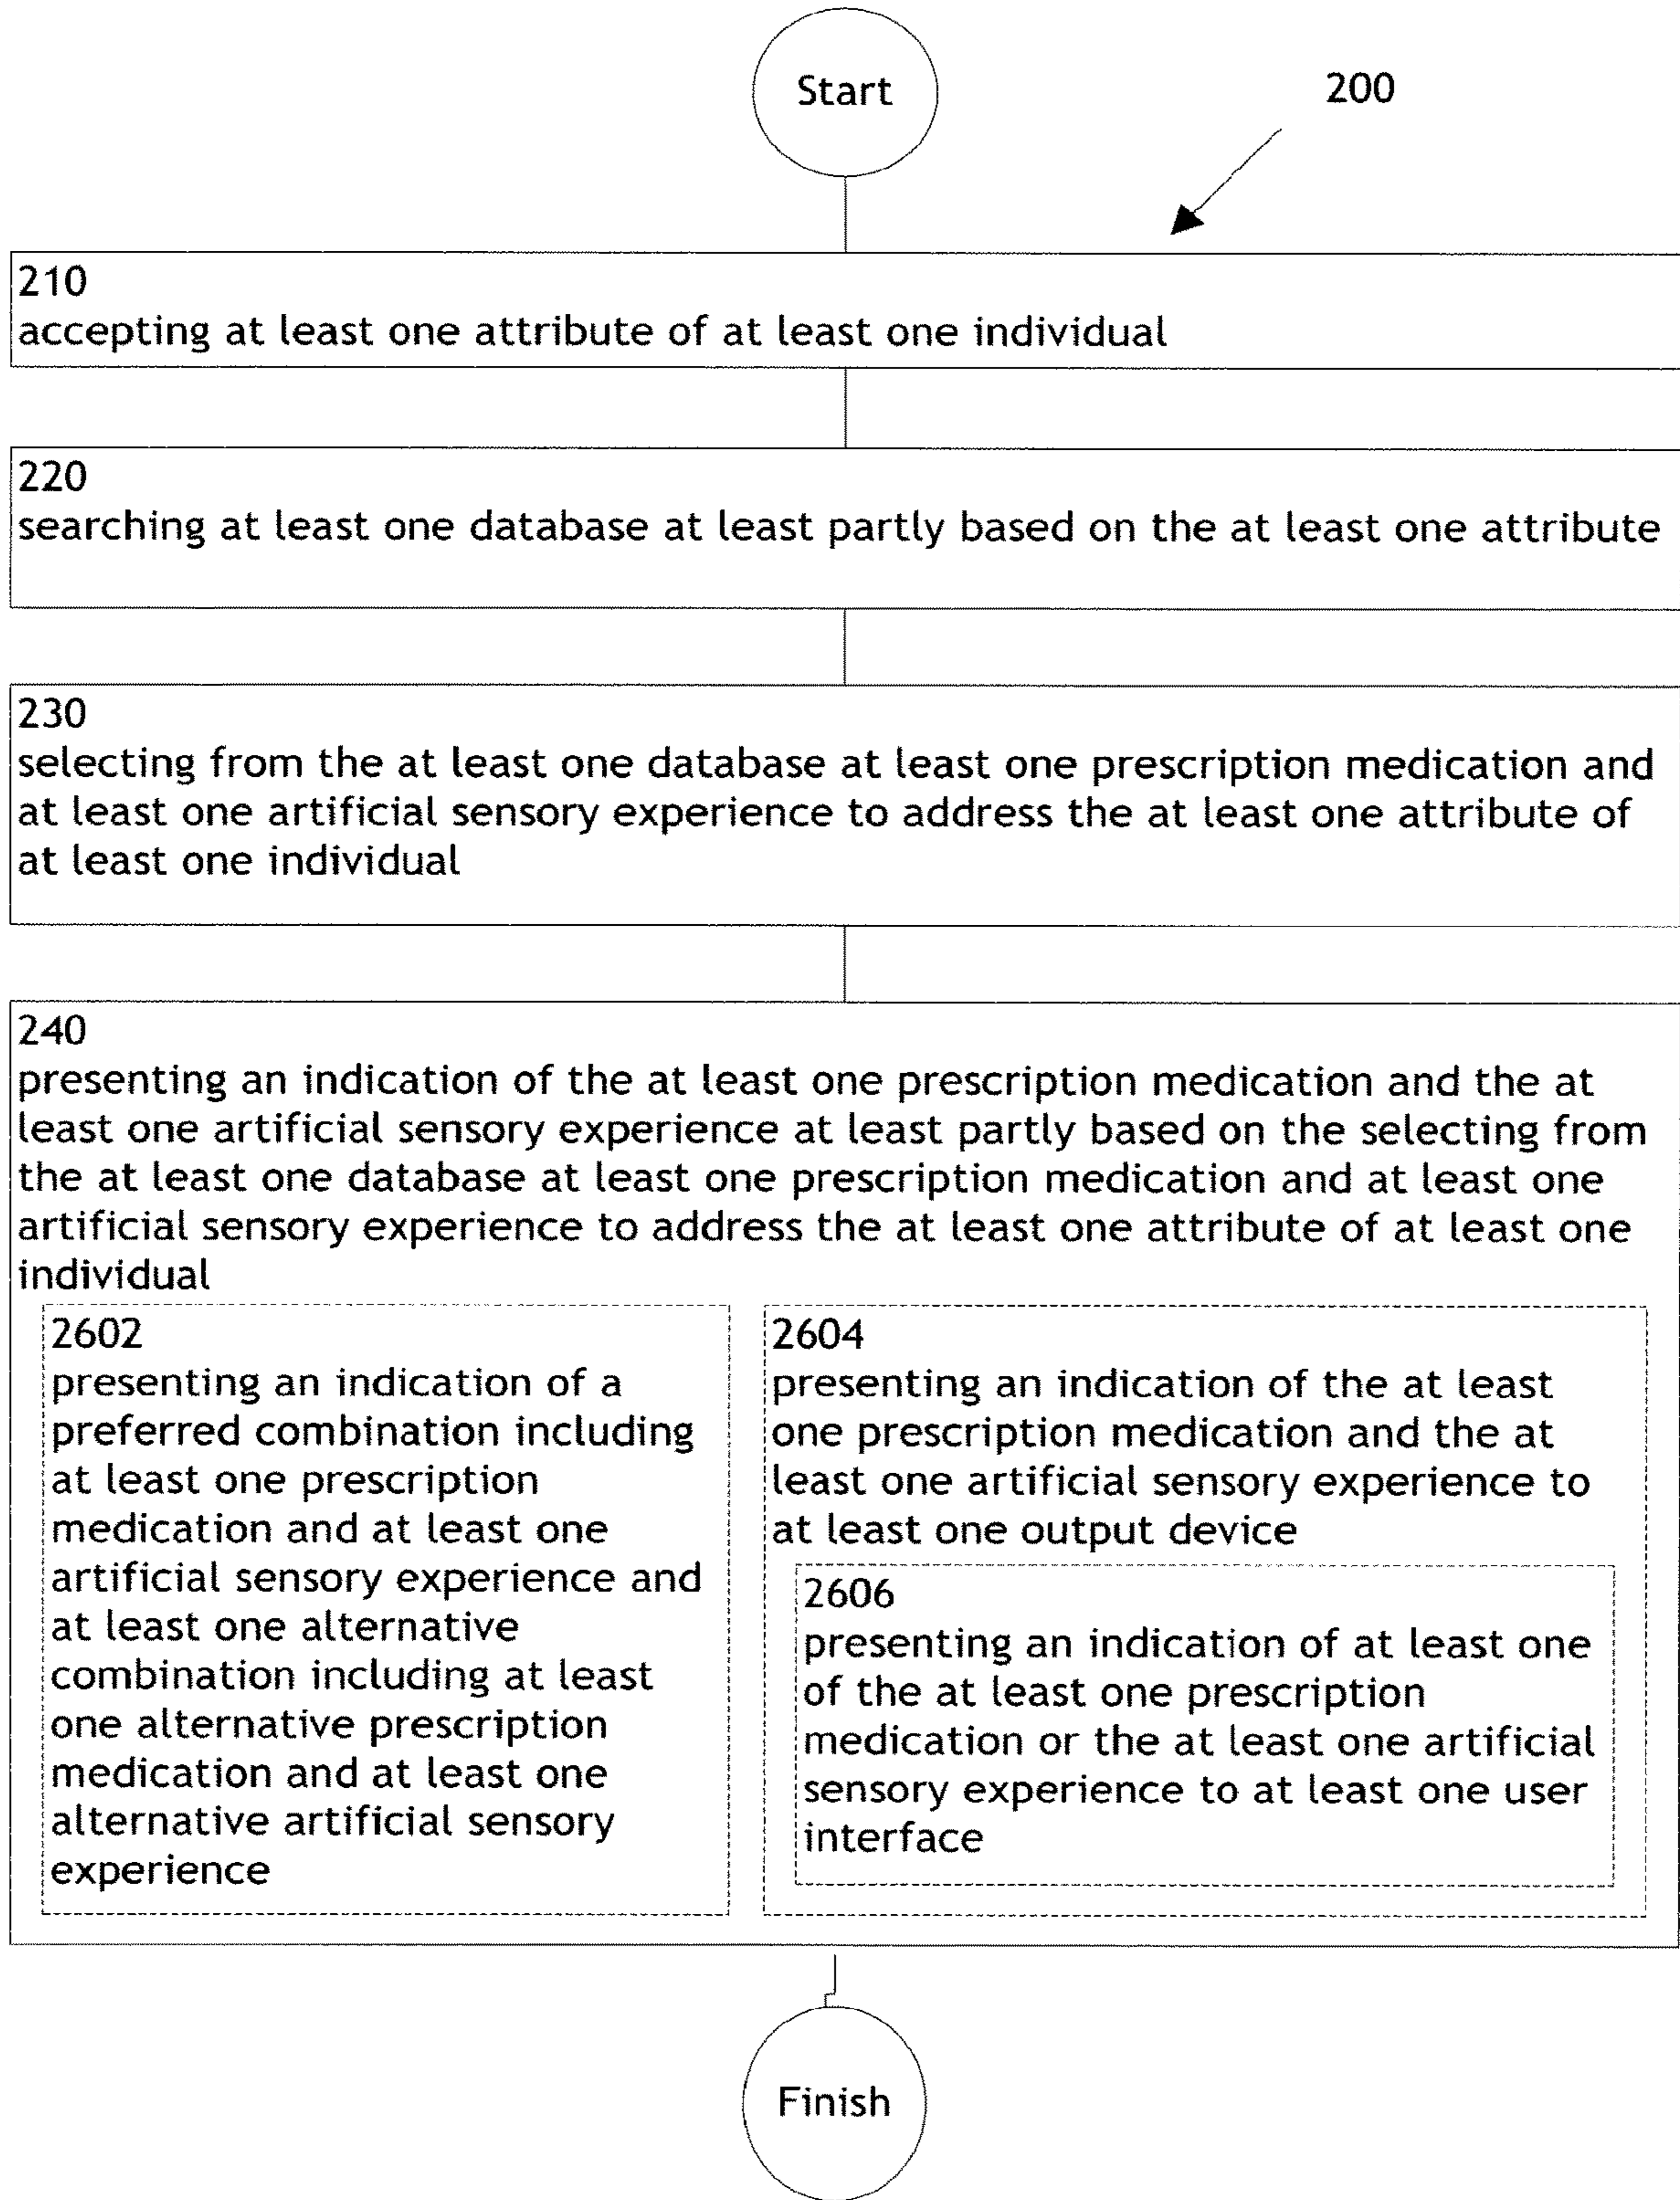 Start
200
210
accepting at least one attribute of at least one individual
220
searching at least one database at least partly based on the at least one attribute
230
selecting from the at least one database at least one prescription medication and
at least one artificial sensory experience to address the at least one attribute of
at least one individual
240
presenting an indication of the at least one prescription medication and the at
least one artificial sensory experience at least partly based on the selecting from
the at least one database at least one prescription medication and at least one
artificial sensory experience to address the at least one attribute of at least one
individual
2602
presenting an indication of a
preferred combination including
at least one prescription
medication and at least one
artificial sensory experience and
at least one alternative
combination including at least
one alternative prescription
medication and at least one
alternative artificial sensory
experience
2604
presenting an indication of the at least
one prescription medication and the at
least one artificial sensory experience to
at least one output device
2606
presenting an indication of at least one
of the at least one prescription
medication or the at least one artificial
sensory experience to at least one user
interface
Finish